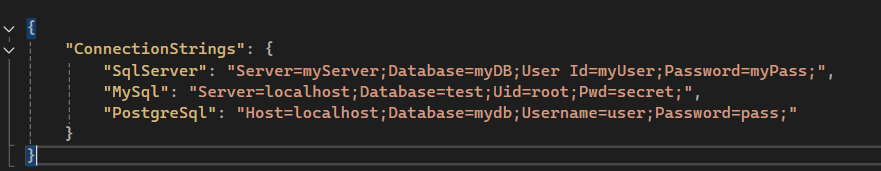 {
    "ConnectionStrings": {
        "SqlServer": "Server=myServer;Database=myDB;User Id=myUser;Password=myPass;",
        "MySql": "Server=localhost;Database=test;Uid=root;Pwd=secret;",
        "PostgreSql": "Host=localhost;Database=mydb;Username=user;Password=pass;"
    }
}